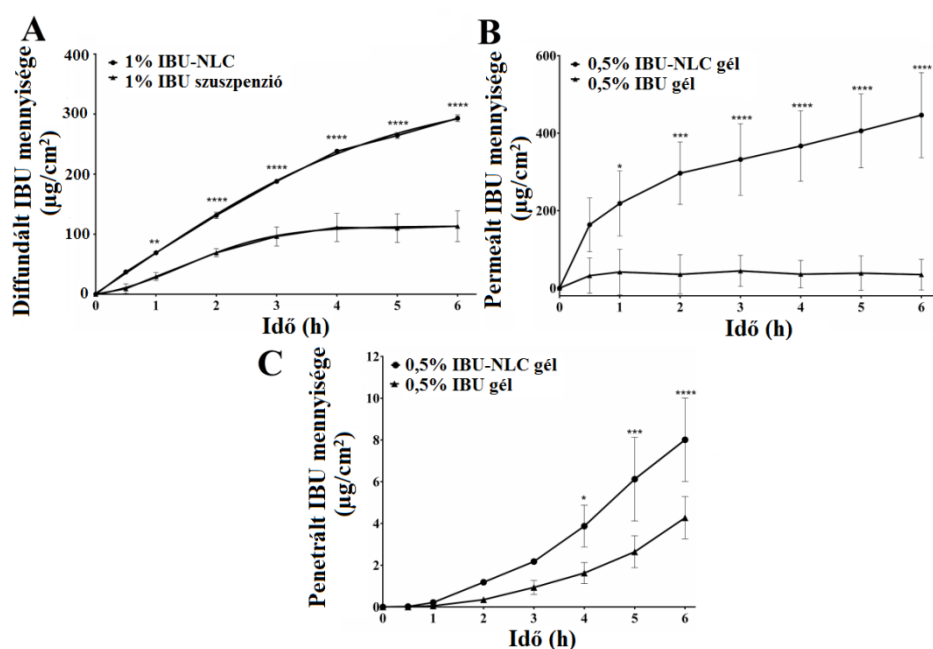 A
Diffundált IBU mennyisége
(µg/cm²)
400
300
200
100
0
1% IBU-NLC
1% IBU szuszpenzió
**
****
****
****
****
****
0
1
2
3
4
5
6
Idő (h)
B
Permeált IBU mennyisége
(µg/cm²)
600
400
200
0
0,5% IBU-NLC gél
0,5% IBU gél
*
***
****
****
****
****
0
1
2
3
4
5
6
Idő (h)
C
Penetrált IBU mennyisége
(µg/cm²)
12
10
8
6
4
2
0
0,5% IBU-NLC gél
0,5% IBU gél
*
***
****
0
1
2
3
4
5
6
Idő (h)